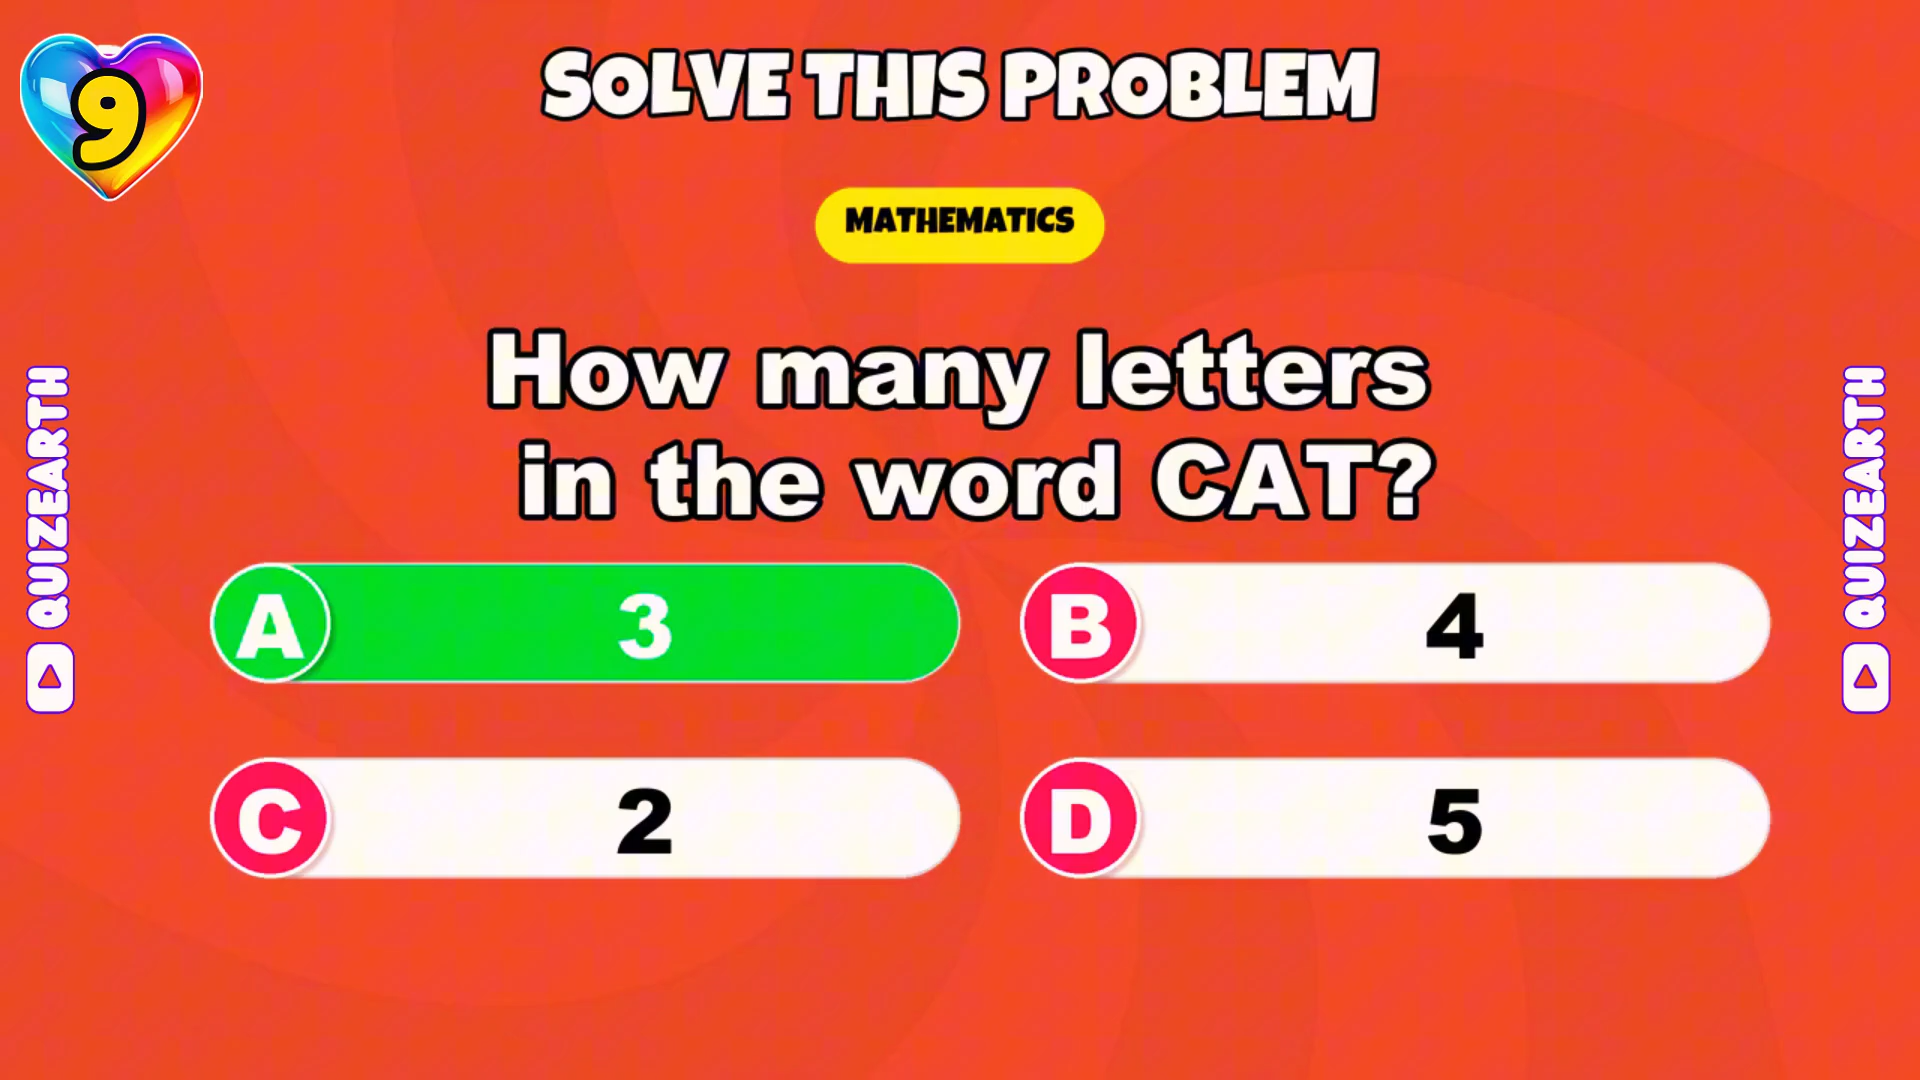 9
SOLVE THIS PROBLEM
MATHEMATICS
How many letters
in the word CAT?
A 3
B 4
C 2
D 5
QUIZEARTH
QUIZEARTH